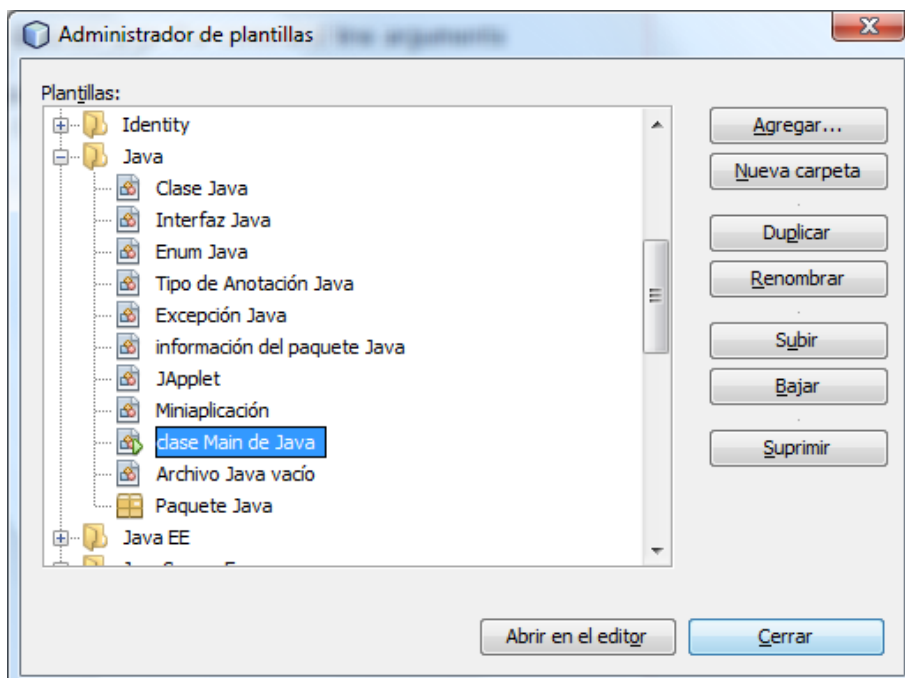 Administrador de plantillas
Plantillas:
Identity
Java
Clase Java
Interfaz Java
Enum Java
Tipo de Anotación Java
Excepción Java
información del paquete Java
JApplet
Miniaplicación
clase Main de Java
Archivo Java vacío
Paquete Java
Java EE
Agregar...
Nueva carpeta
Duplicar
Renombrar
Subir
Bajar
Suprimir
Abrir en el editor
Cerrar